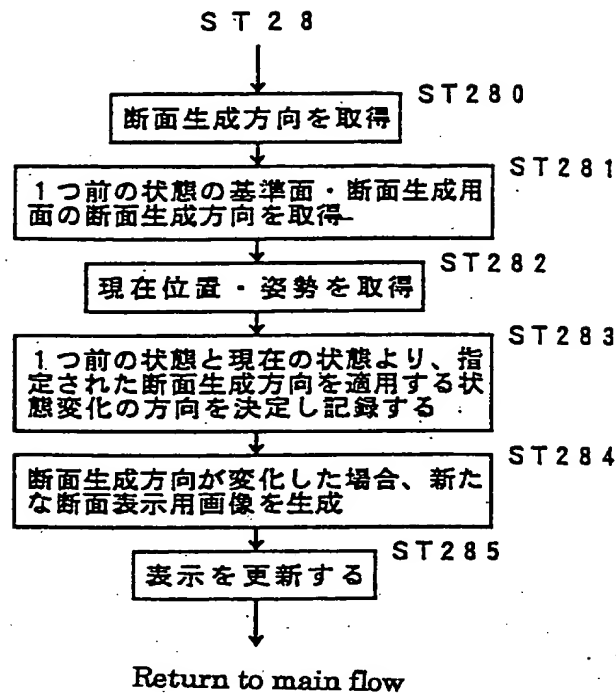 ST28
ST280
断面生成方向を取得
ST281
1つ前の状態の基準面・断面生成用
面の断面生成方向を取得
ST282
現在位置・姿勢を取得
ST283
1つ前の状態と現在の状態より、指
定された断面生成方向を適用する状
態変化の方向を決定し記録する
ST284
断面生成方向が変化した場合、新た
な断面表示用画像を生成
ST285
表示を更新する
Return to main flow